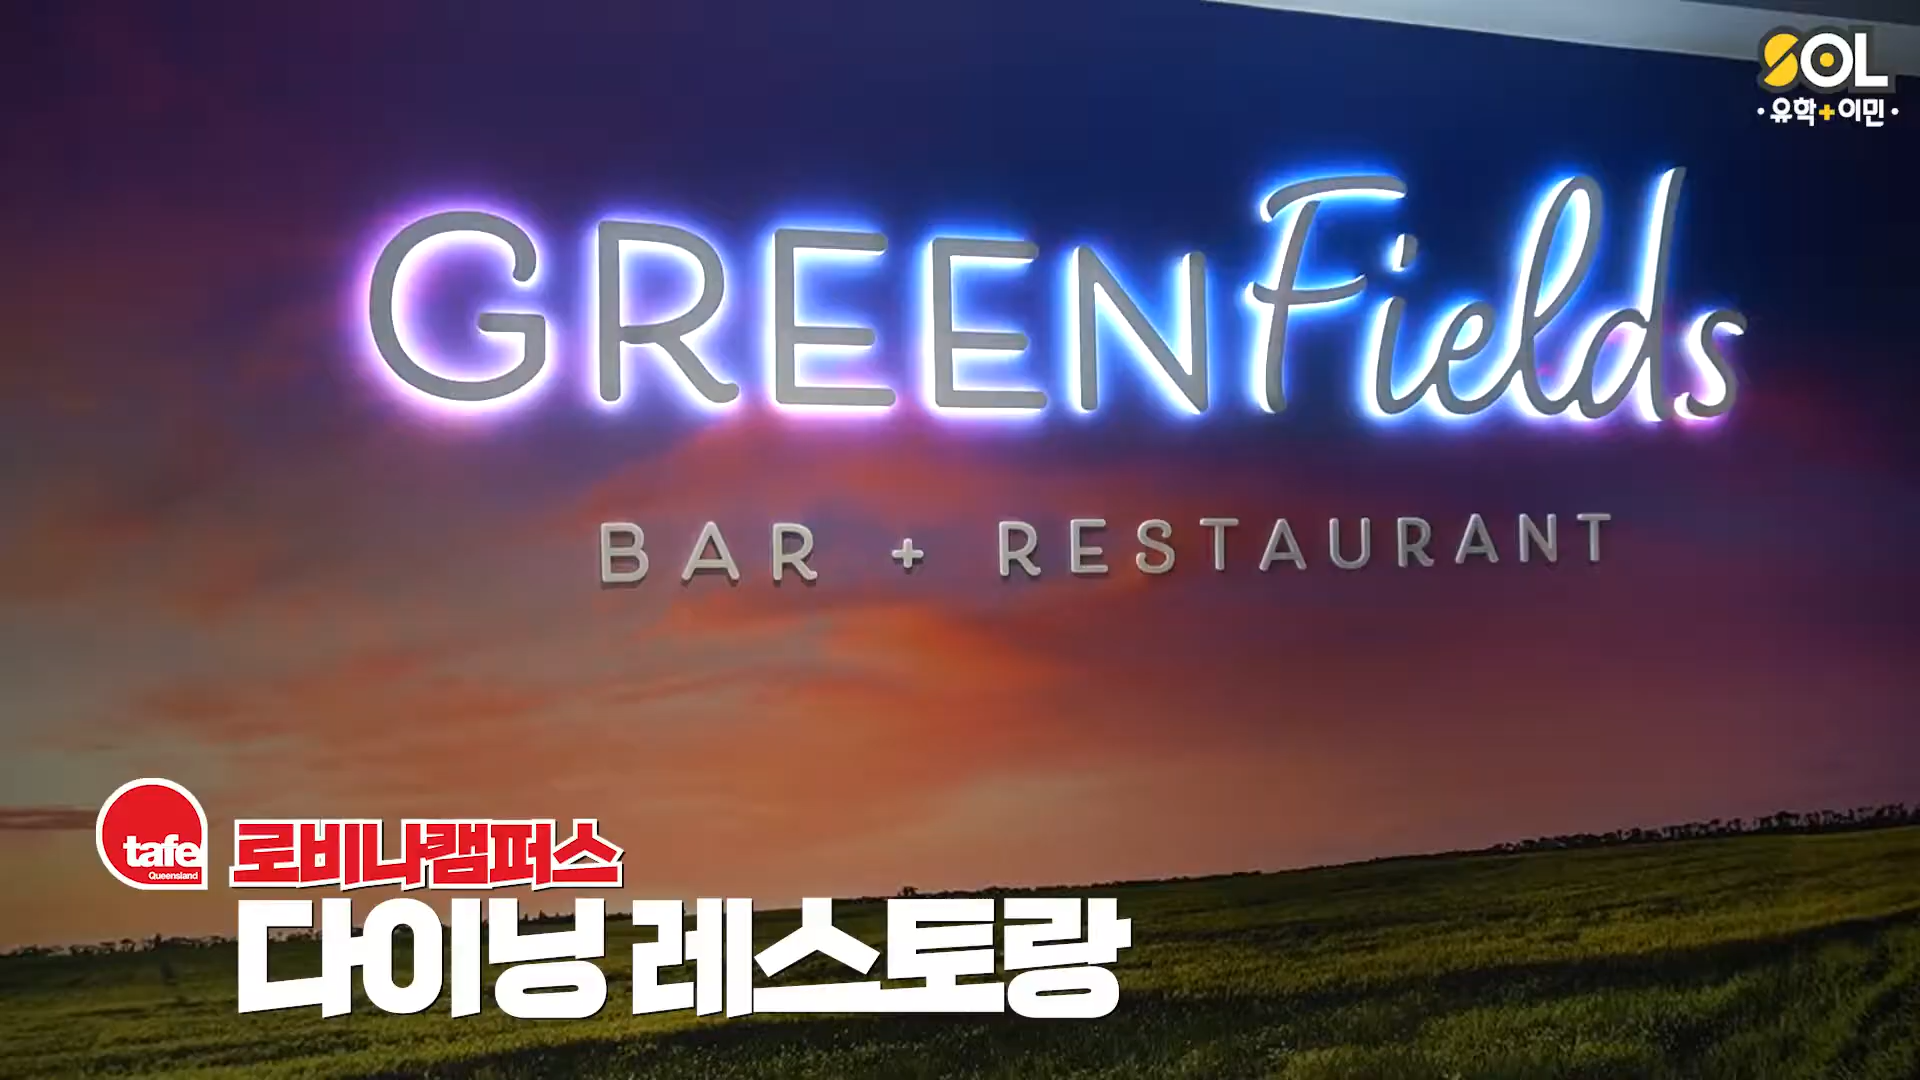 SOL
·유학+이민·
GREENFields
BAR + RESTAURANT
tafe
Queensland
로비나캠퍼스
다이닝 레스토랑